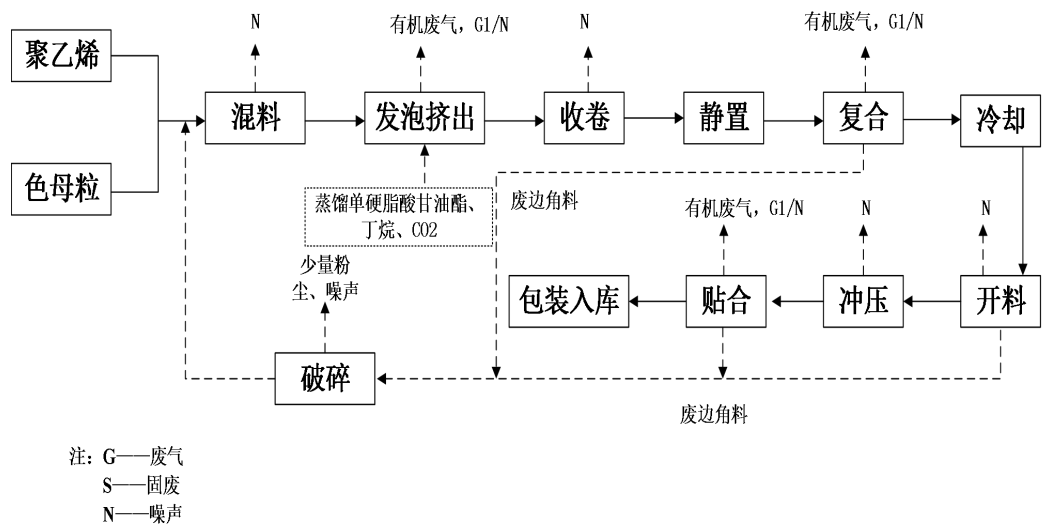 N
有机废气，G1/N
N
有机废气，G1/N
聚乙烯
混料
发泡挤出
收卷
静置
复合
冷却
色母粒
蒸馏单硬脂酸甘油酯、
丁烷、CO2
废边角料
有机废气，G1/N
N
N
少量粉
尘、噪声
包装入库
贴合
冲压
开料
破碎
废边角料
注：G——废气
S——固废
N——噪声